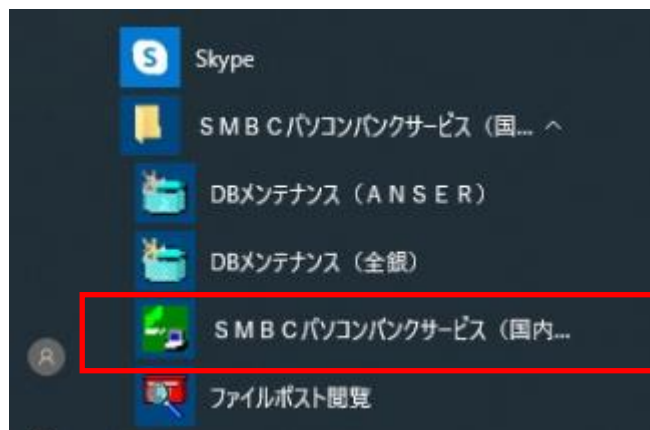 Skype
ＳＭＢＣパソコンバンクサービス（国...
DBメンテナンス（ＡＮＳＥＲ）
DBメンテナンス（全銀）
ＳＭＢＣパソコンバンクサービス（国内...
ファイルポスト閲覧